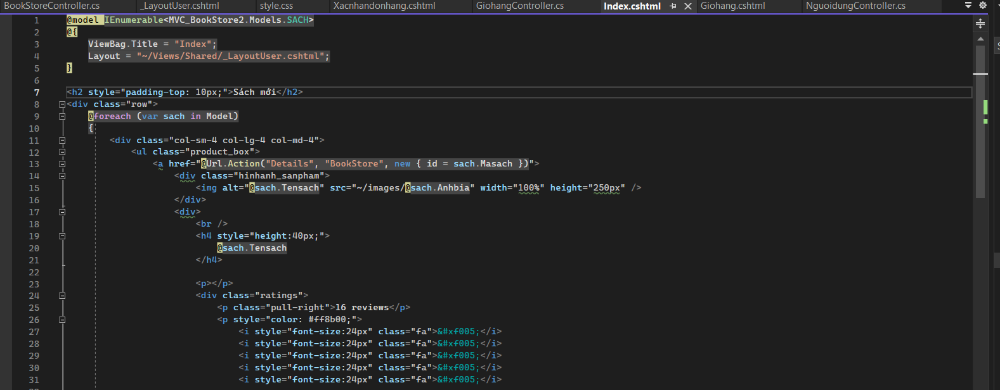 BookStoreController.cs _LayoutUser.cshtml style.css Xacnhandonhang.cshtml GiohangController.cs Index.cshtml Giohang.cshtml NguoidungController.cs
1 @model IEnumerable<MVC_BookStore2.Models.SACH>
2 @{
3 ViewBag.Title = "Index";
4 Layout = "~/Views/Shared/_LayoutUser.cshtml";
5 }
6
7 <h2 style="padding-top: 10px;">Sách mới</h2>
8 <div class="row">
9 @foreach (var sach in Model)
10 {
11 <div class="col-sm-4 col-lg-4 col-md-4">
12 <ul class="product_box">
13 <a href="@Url.Action("Details", "BookStore", new { id = sach.Masach })">
14 <div class="hinhanh_sanpham">
15 <img alt="@sach.Tensach" src="~/images/@sach.Anhbia" width="100%" height="250px" />
16 </div>
17 <div>
18 <br />
19 <h4 style="height:40px;">
20 @sach.Tensach
21 </h4>
22
23 <p></p>
24 <div class="ratings">
25 <p class="pull-right">16 reviews</p>
26 <p style="color: #ff8b00;">
27 <i style="font-size:24px" class="fa">&#xf005;</i>
28 <i style="font-size:24px" class="fa">&#xf005;</i>
29 <i style="font-size:24px" class="fa">&#xf005;</i>
30 <i style="font-size:24px" class="fa">&#xf005;</i>
31 <i style="font-size:24px" class="fa">&#xf005;</i>